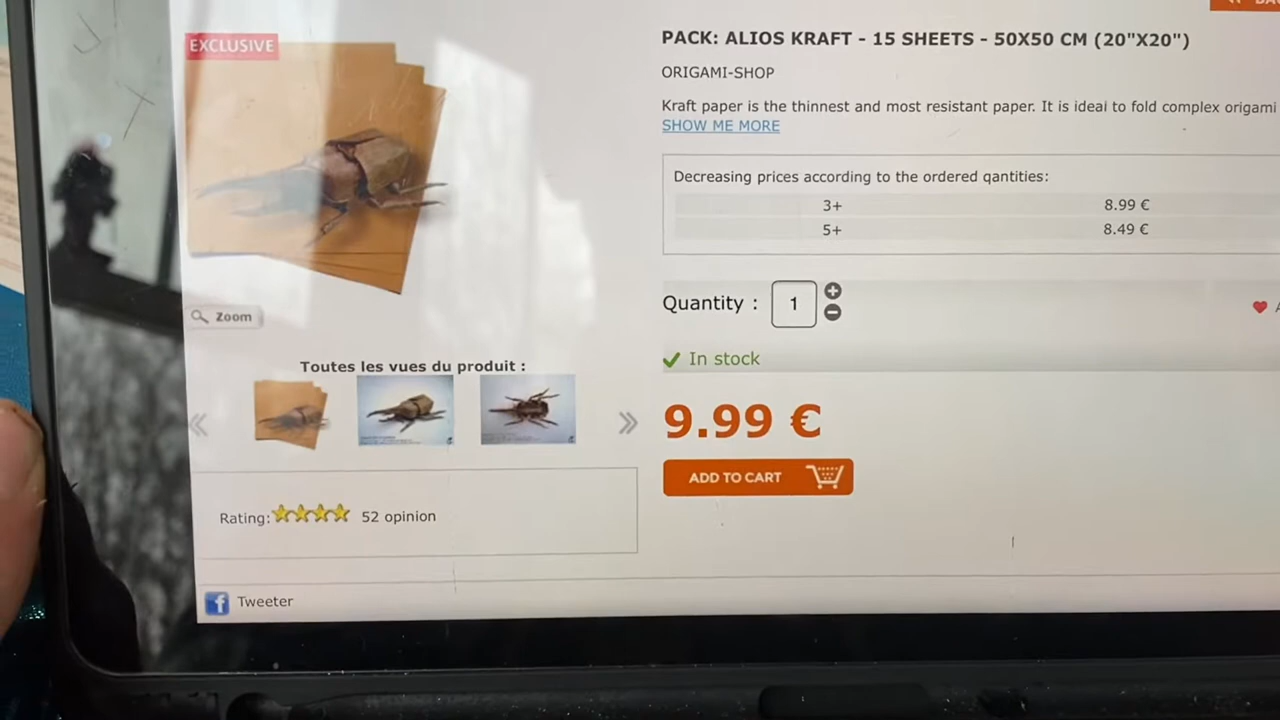 EXCLUSIVE
PACK: ALIOS KRAFT - 15 SHEETS - 50X50 CM (20"X20")
ORIGAMI-SHOP
Kraft paper is the thinnest and most resistant paper. It is ideal to fold complex origami
SHOW ME MORE
Decreasing prices according to the ordered qantities:
3+ 8.99 €
5+ 8.49 €
Quantity : 1
Zoom
In stock
Toutes les vues du produit :
9.99 €
ADD TO CART
Rating: 52 opinion
Tweeter